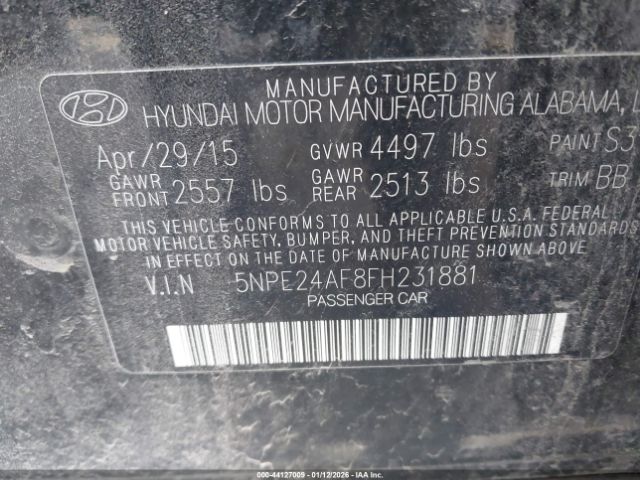 MANUFACTURED BY
HYUNDAI MOTOR MANUFACTURING ALABAMA,
Apr/29/15 GVWR 4497 lbs PAINT S3
GAWR FRONT 2557 lbs GAWR REAR 2513 lbs TRIM BB
THIS VEHICLE CONFORMS TO ALL APPLICABLE U.S.A. FEDERAL
MOTOR VEHICLE SAFETY, BUMPER, AND THEFT PREVENTION STANDARDS
IN EFFECT ON THE DATE OF MANUFACTURE SHOWN ABOVE.
V.I.N 5NPE24AF8FH231881
PASSENGER CAR
000-44127009 - 01/12/2026 - Copyright © IAA, Inc.